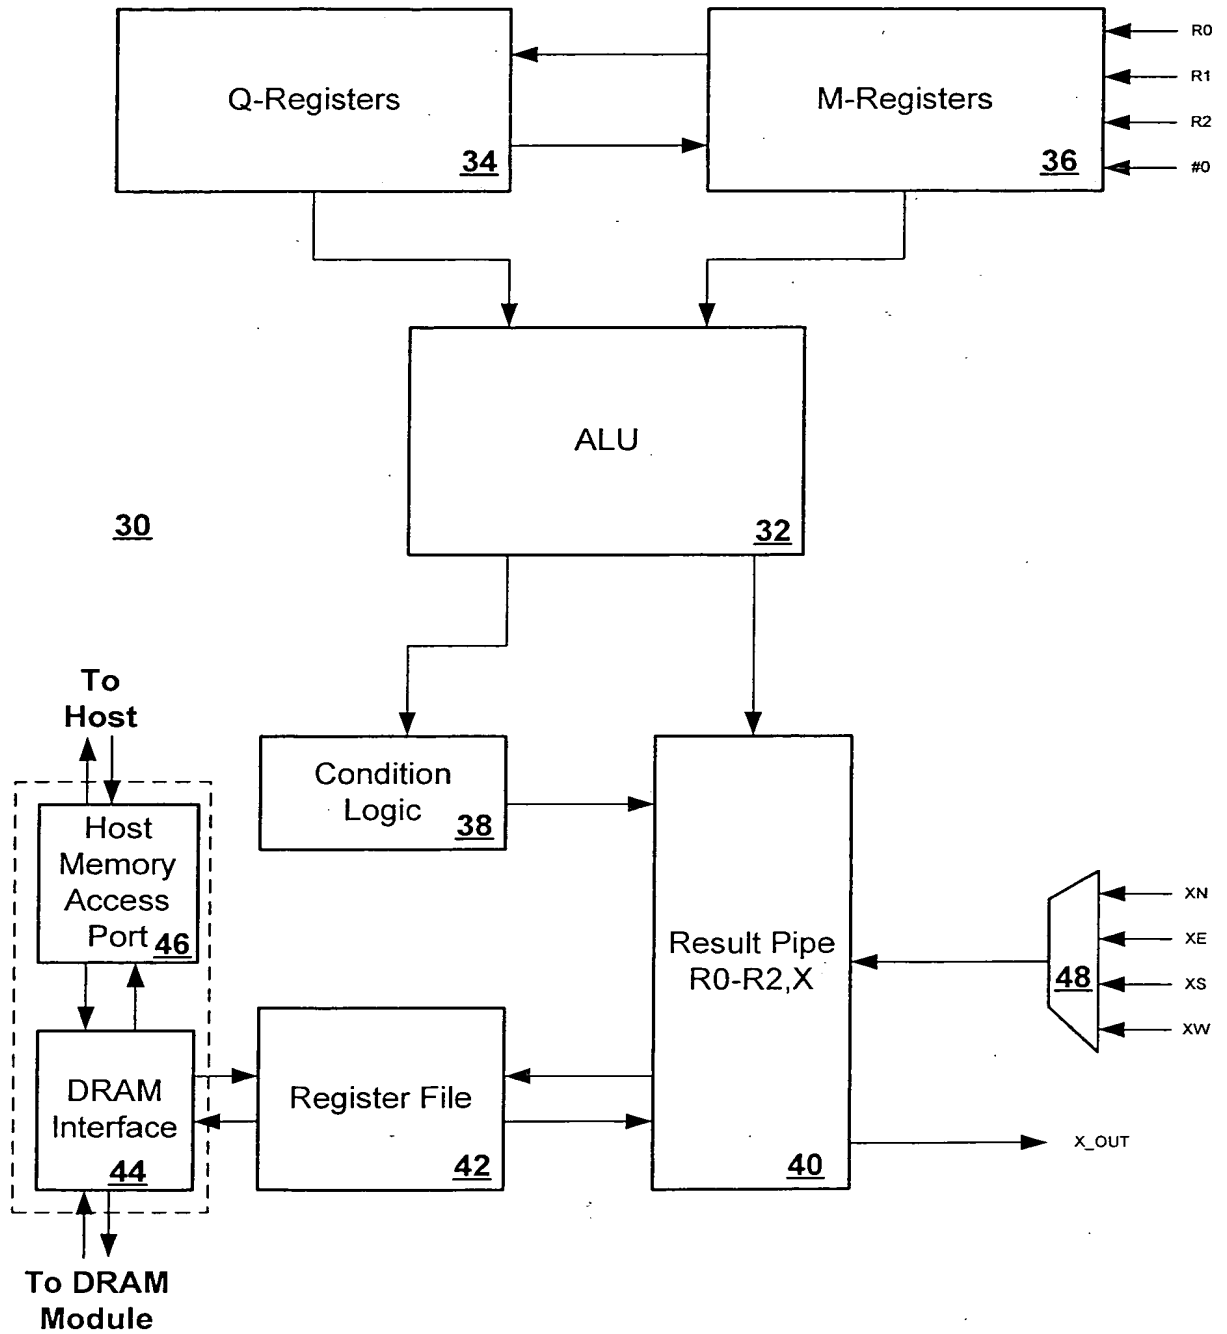 Q-Registers
34
M-Registers
36
R0
R1
R2
#0
ALU
32
30
To
Host
Condition
Logic
38
Host
Memory
Access
Port
46
Result Pipe
R0-R2,X
40
48
XN
XE
XS
XW
DRAM
Interface
44
Register File
42
X_OUT
To DRAM
Module